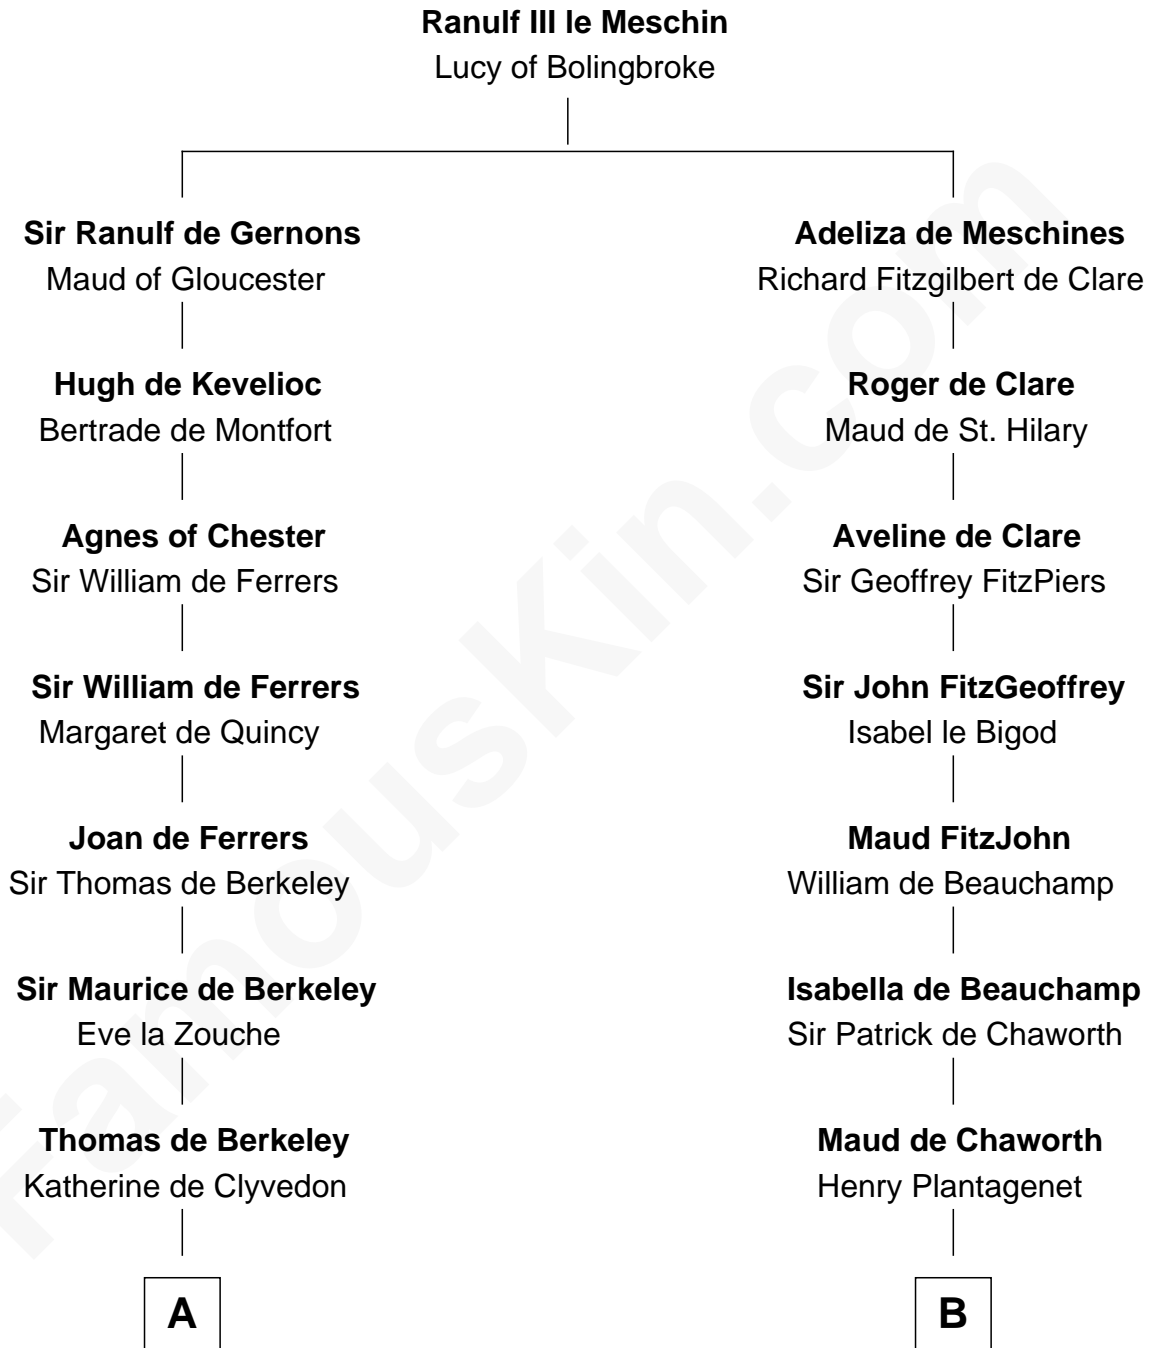 Ranulf III le Meschin
Lucy of Bolingbroke
Sir Ranulf de Gernons
Maud of Gloucester
Adeliza de Meschines
Richard Fitzgilbert de Clare
Hugh de Kevelioc
Bertrade de Montfort
Roger de Clare
Maud de St. Hilary
Agnes of Chester
Sir William de Ferrers
Aveline de Clare
Sir Geoffrey FitzPiers
Sir William de Ferrers
Margaret de Quincy
Sir John FitzGeoffrey
Isabel le Bigod
Joan de Ferrers
Sir Thomas de Berkeley
Maud FitzJohn
William de Beauchamp
Sir Maurice de Berkeley
Eve la Zouche
Isabella de Beauchamp
Sir Patrick de Chaworth
Thomas de Berkeley
Katherine de Clyvedon
Maud de Chaworth
Henry Plantagenet
A
B
FamousKin.com